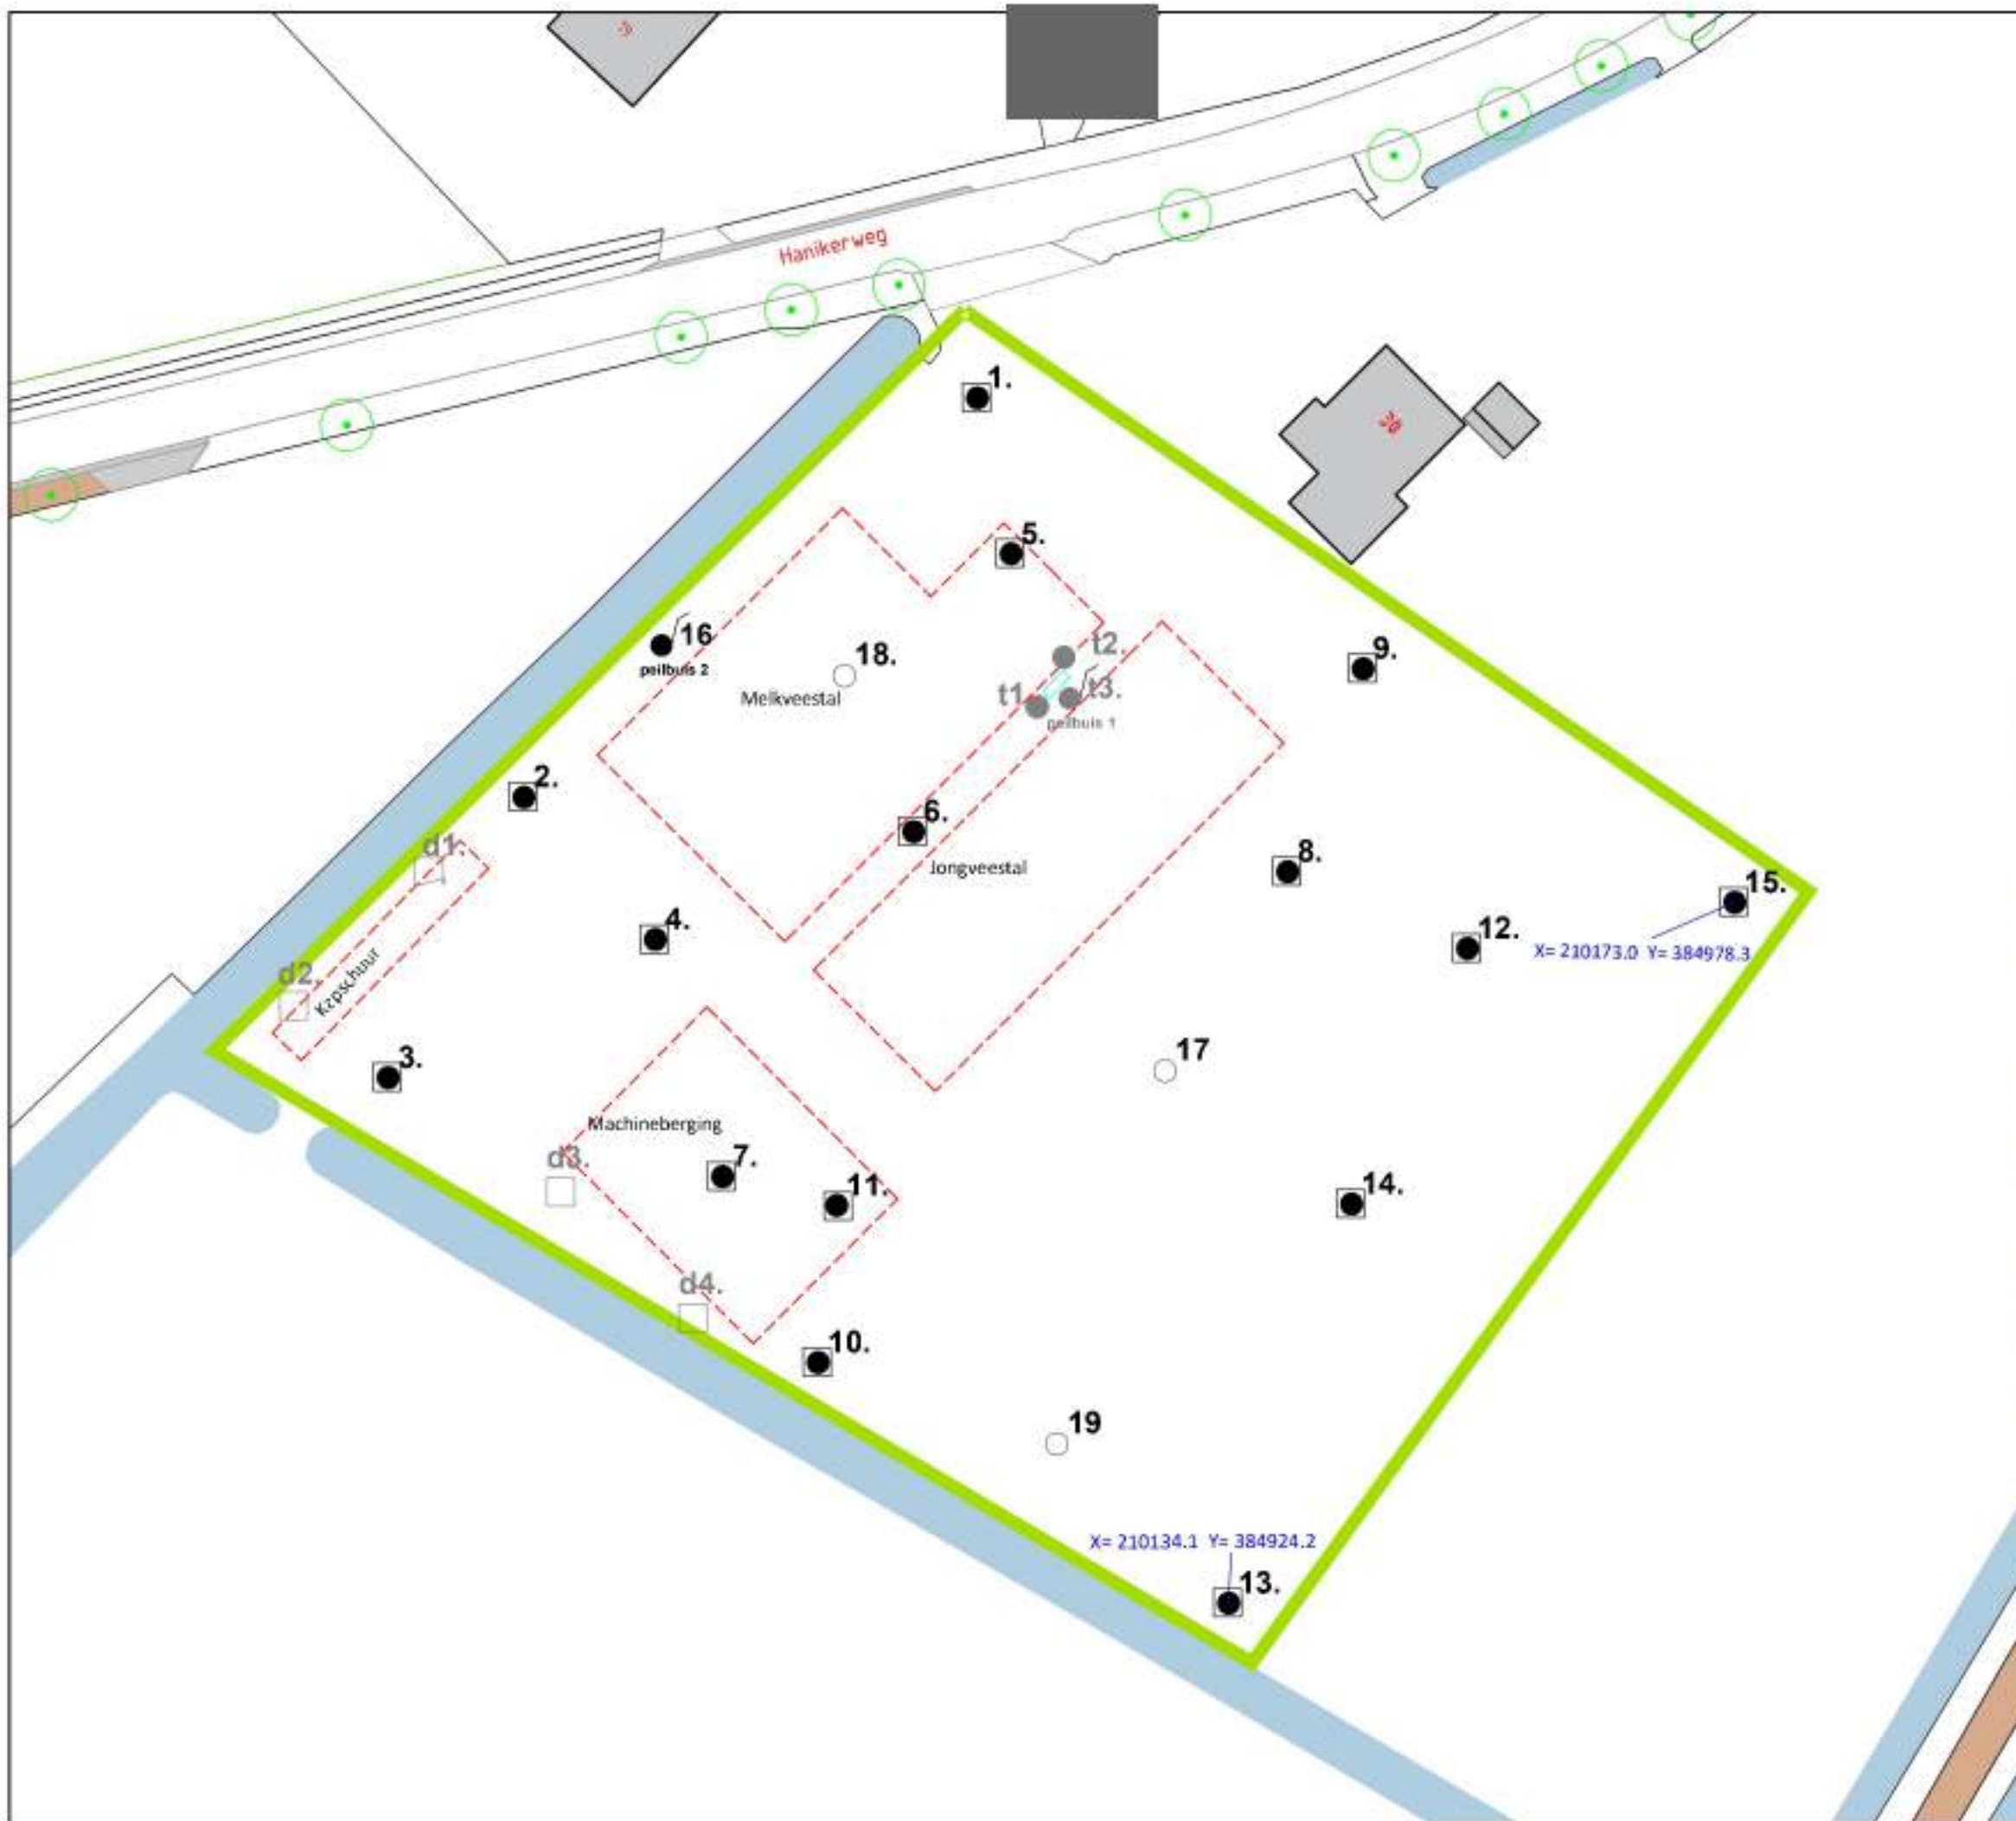 Hanikerweg
1.
5.
16
peilbuis 2
18.
t2.
9.
Melkveestal
t1.
t3.
peilbuis 1
2.
6.
d1.
Jongveestal
8.
15.
4.
12.
X= 210173.0 Y= 384978.3
d2.
Kapschuur
3.
17
Machineberging
d3.
7.
11.
14.
d4.
10.
19
X= 210134.1 Y= 384924.2
13.